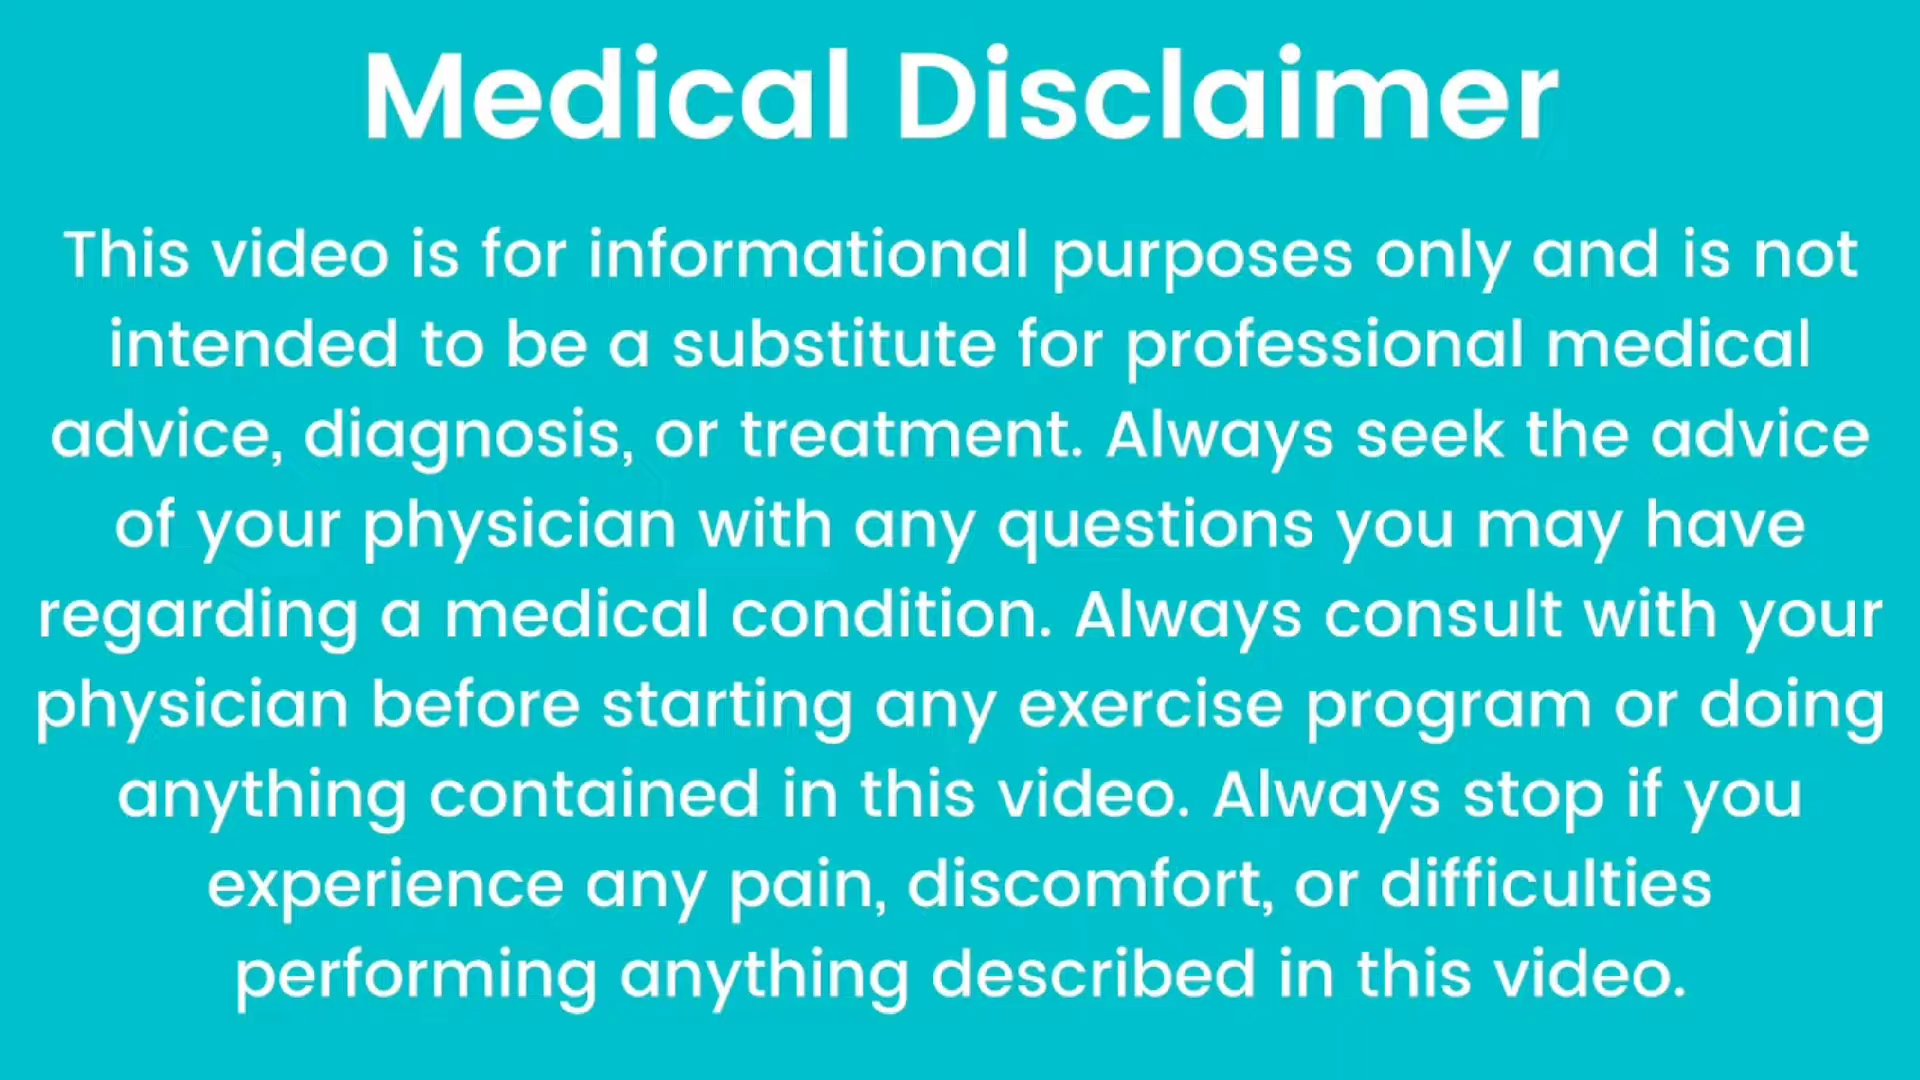 Medical Disclaimer
This video is for informational purposes only and is not
intended to be a substitute for professional medical
advice, diagnosis, or treatment. Always seek the advice
of your physician with any questions you may have
regarding a medical condition. Always consult with your
physician before starting any exercise program or doing
anything contained in this video. Always stop if you
experience any pain, discomfort, or difficulties
performing anything described in this video.